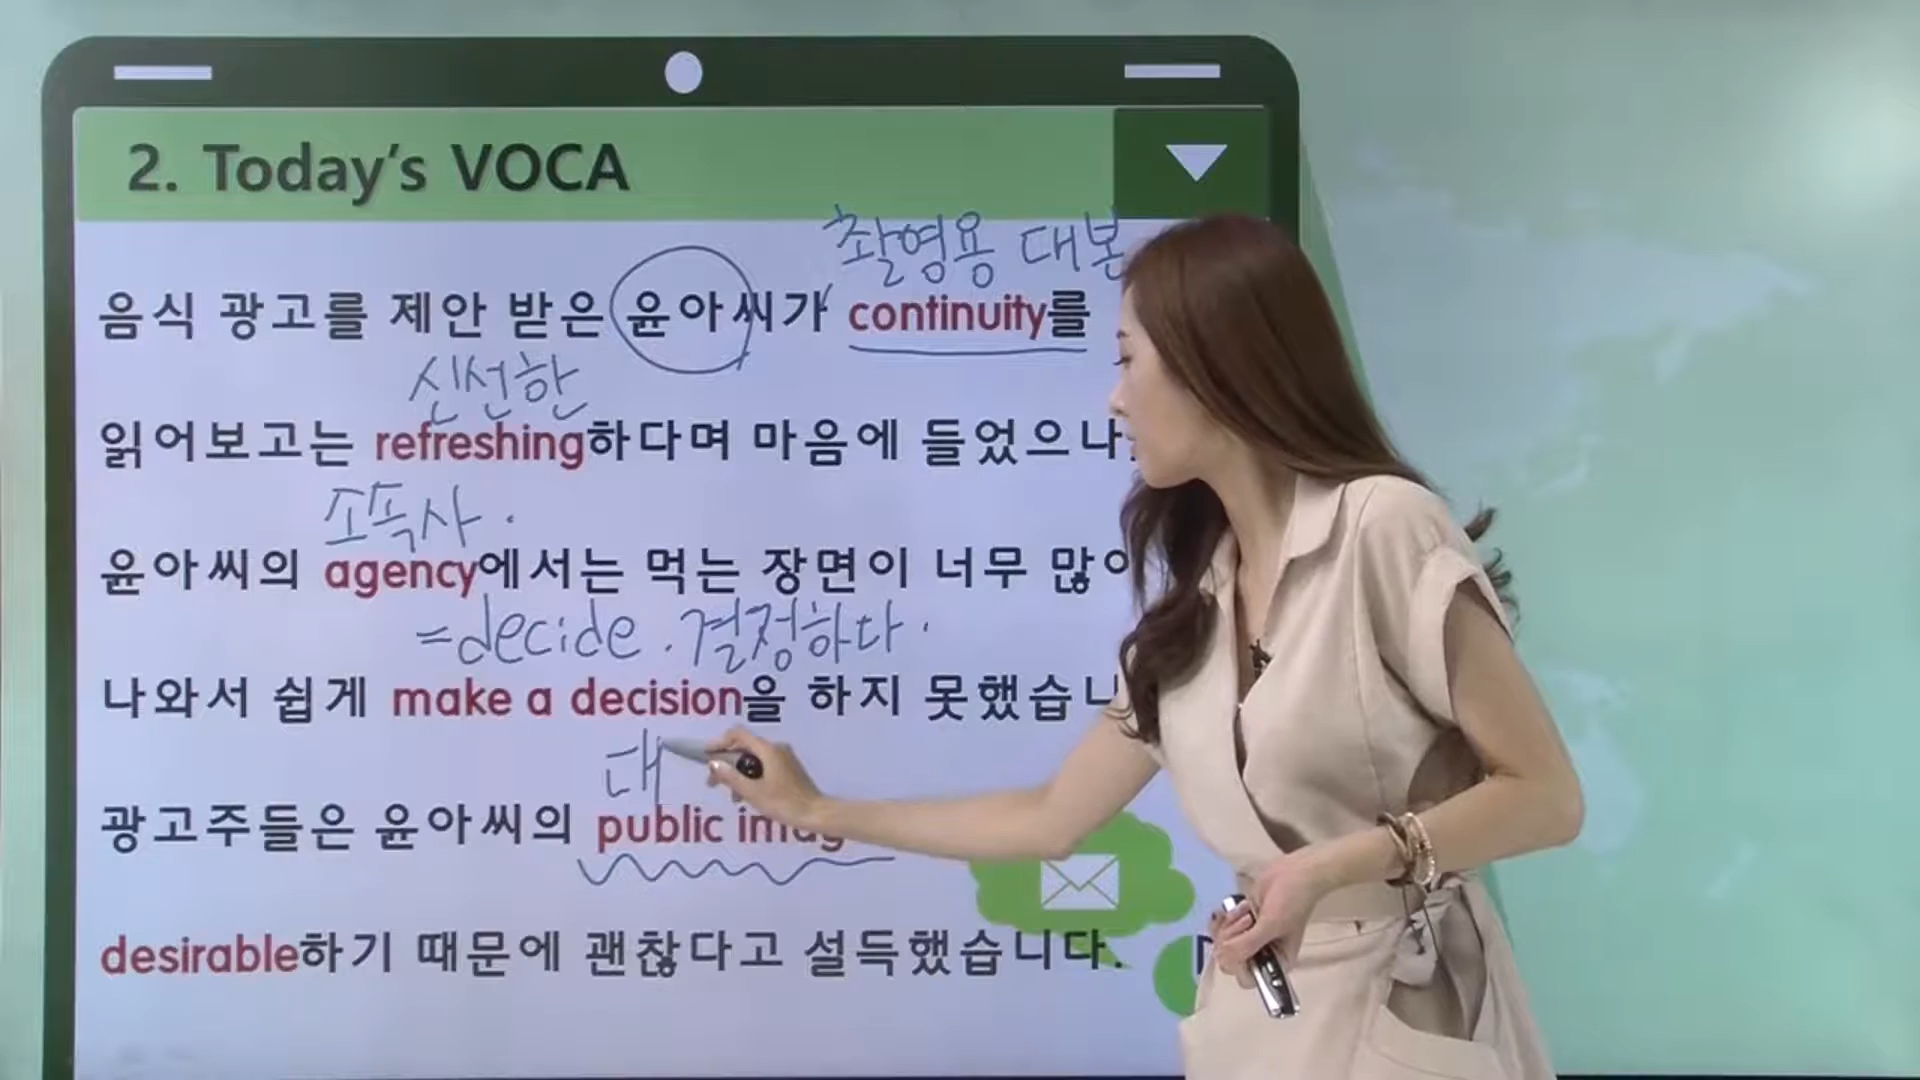 2. Today's VOCA
촬영용 대본
음식 광고를 제안 받은 윤아씨가 continuity를
신선한
읽어보고는 refreshing하다며 마음에 들었으나
소속사.
윤아씨의 agency에서는 먹는 장면이 너무
=decide. 결정하다.
나와서 쉽게 make a decision을 하지
대
광고주들은 윤아씨의 public
desirable하기 때문에 괜찮다고 설득했습니다.